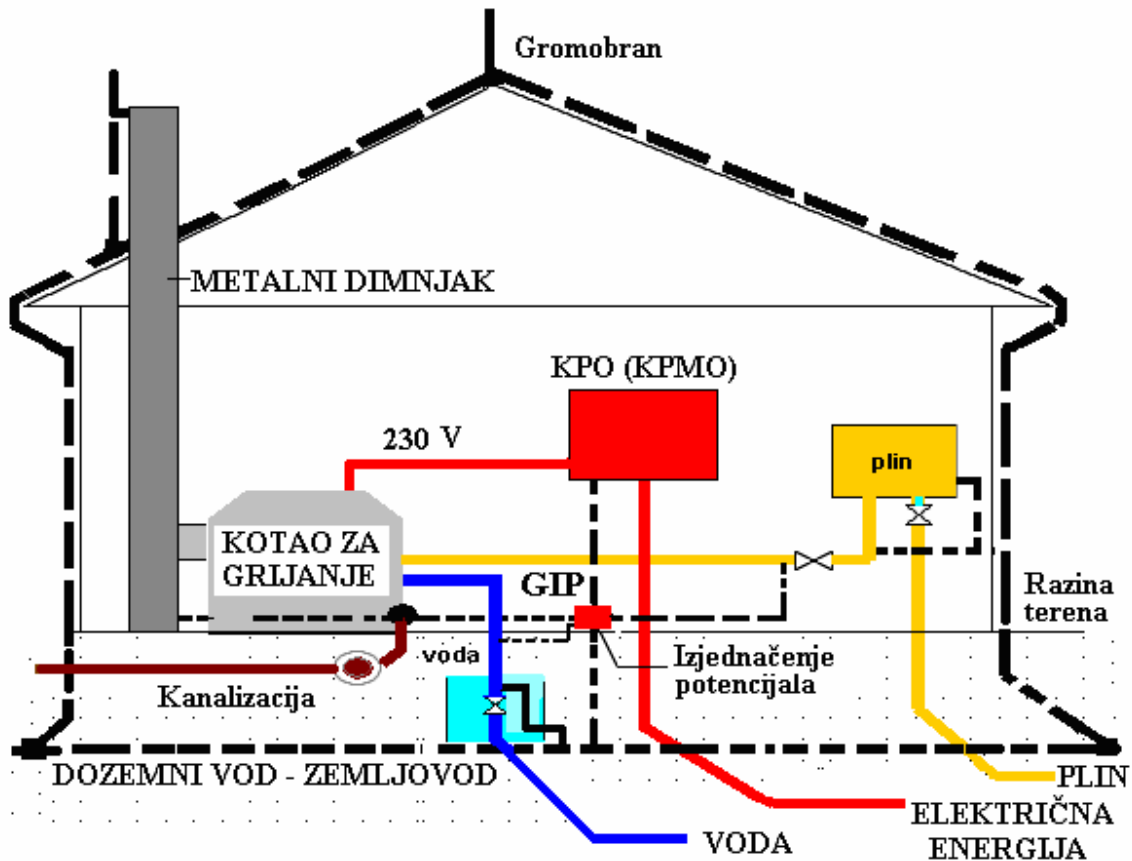 Gromobran
METALNI DIMNJAK
KPO (KPMO)
230 V
plin
KOTAO ZA
GRIJANJE
GIP
Razina
terena
voda
Izjednačenje
potencijala
Kanalizacija
DOZEMNI VOD - ZEMLJOVOD
PLIN
ELEKTRIČNA
ENERGIJA
VODA